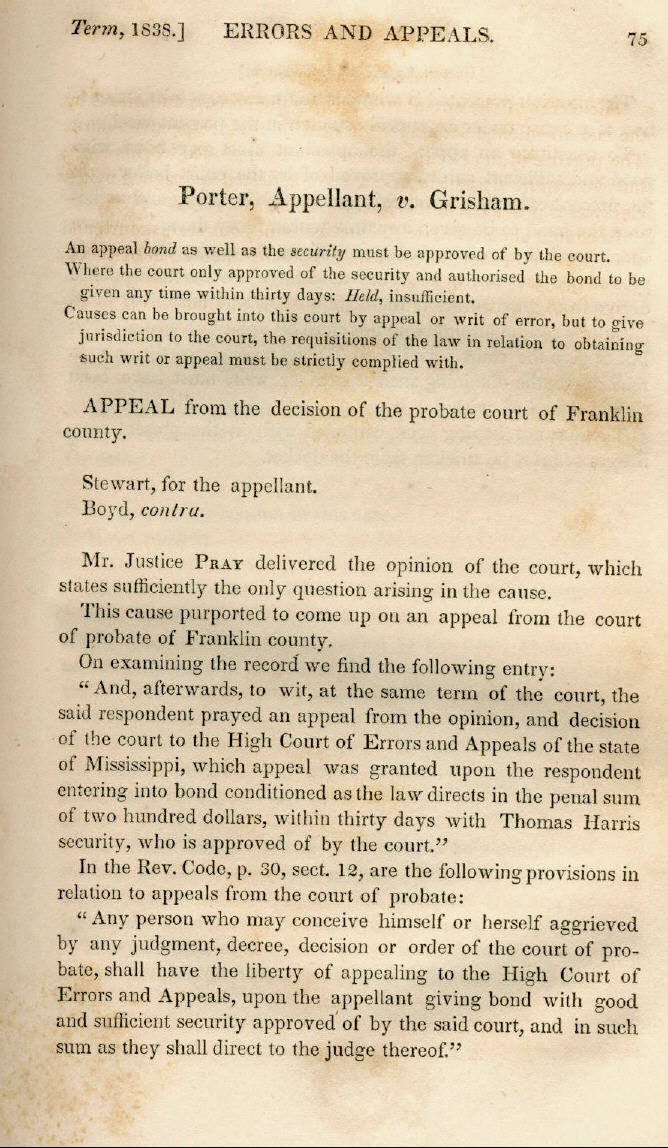 Term, 1838.] ERRORS AND APPEALS. 75
Porter, Appellant, v. Grisham.
An appeal bond as well as the security must be approved of by the court.
Where the court only approved of the security and authorised the bond to be
given any time within thirty days: Held, insufficient.
Causes can be brought into this court by appeal or writ of error, but to give
jurisdiction to the court, the requisitions of the law in relation to obtaining
such writ or appeal must be strictly complied with.
APPEAL from the decision of the probate court of Franklin
county.
Stewart, for the appellant.
Boyd, contra.
Mr. Justice PRAY delivered the opinion of the court, which
states sufficiently the only question arising in the cause.
This cause purported to come up on an appeal from the court
of probate of Franklin county.
On examining the record we find the following entry:
“And, afterwards, to wit, at the same term of the court, the
said respondent prayed an appeal from the opinion, and decision
of the court to the High Court of Errors and Appeals of the state
of Mississippi, which appeal was granted upon the respondent
entering into bond conditioned as the law directs in the penal sum
of two hundred dollars, within thirty days with Thomas Harris
security, who is approved of by the court.”
In the Rev. Code, p. 30, sect. 12, are the following provisions in
relation to appeals from the court of probate:
“Any person who may conceive himself or herself aggrieved
by any judgment, decree, decision or order of the court of pro-
bate, shall have the liberty of appealing to the High Court of
Errors and Appeals, upon the appellant giving bond with good
and sufficient security approved of by the said court, and in such
sum as they shall direct to the judge thereof.”